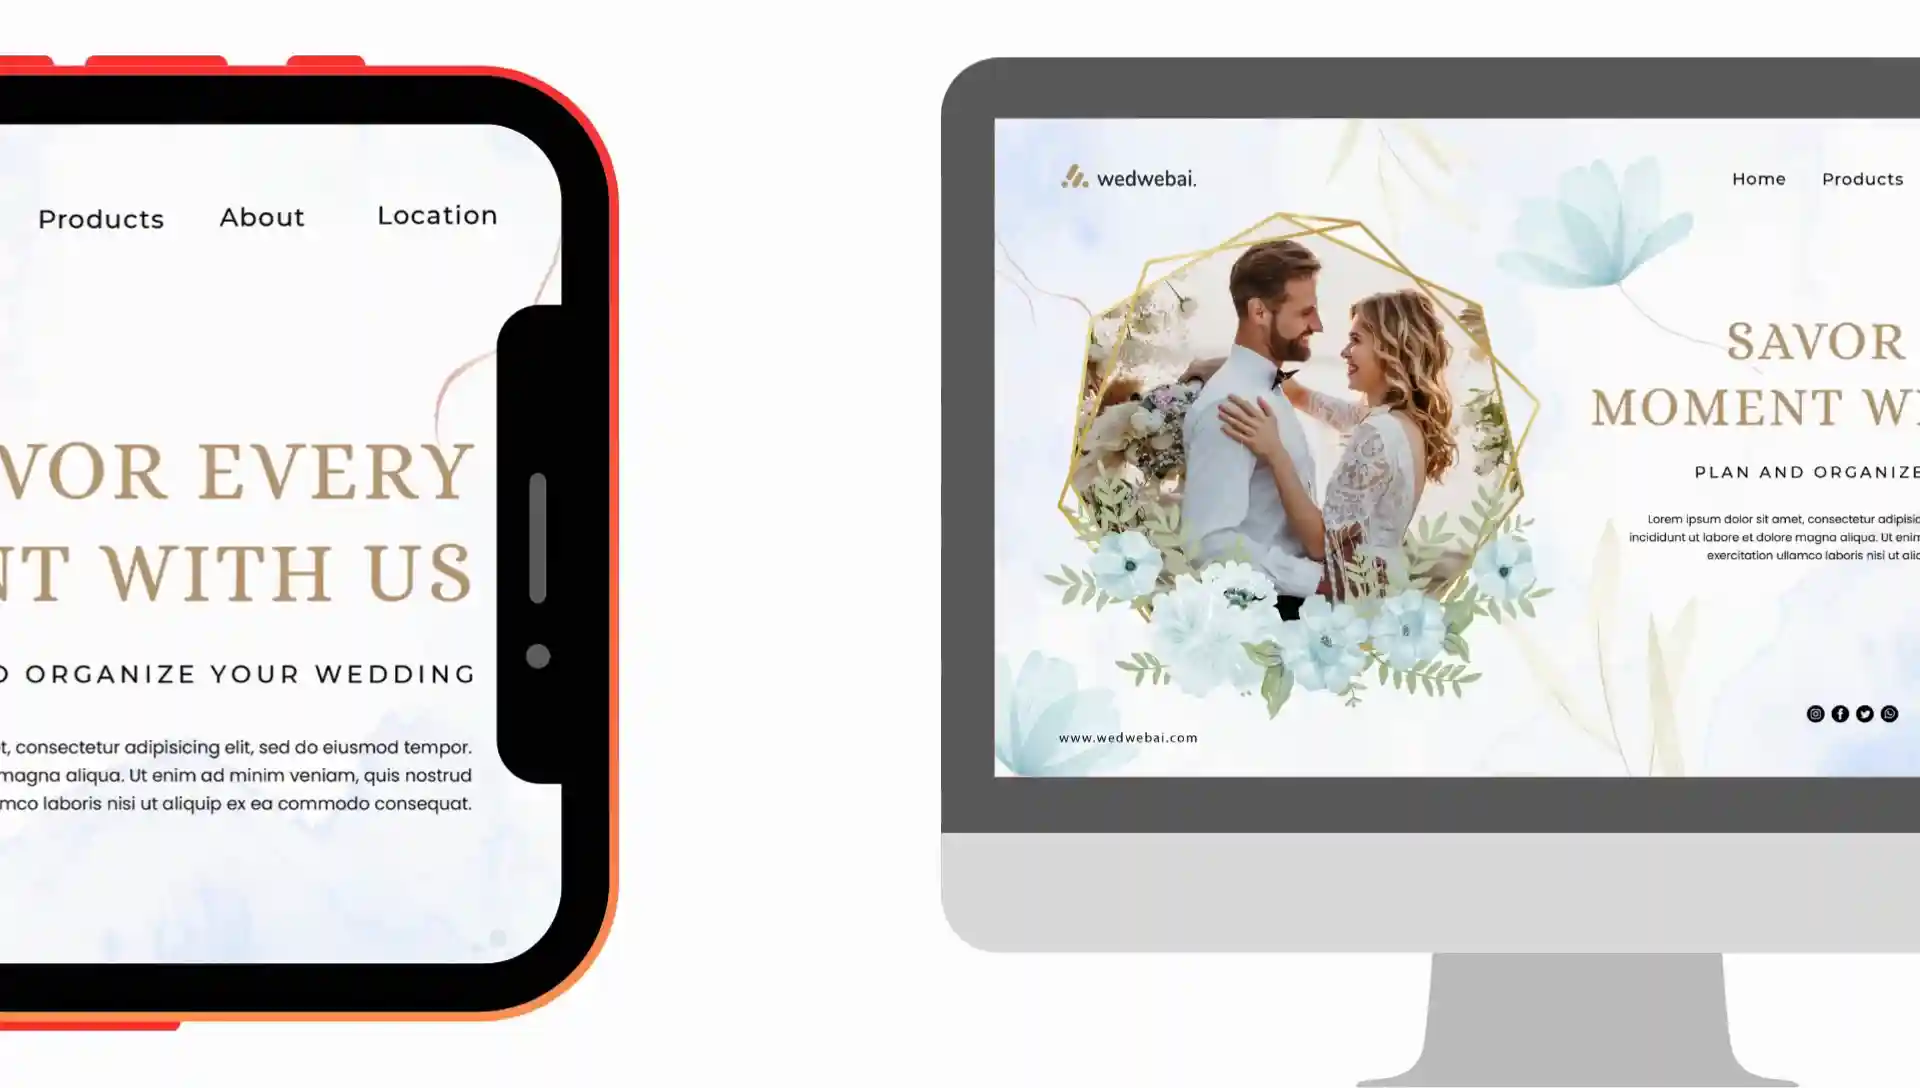 Products About Location
VOR EVERY
NT WITH US
ORGANIZE YOUR WEDDING
t, consectetur adipisicing elit, sed do eiusmod tempor.
magna aliqua. Ut enim ad minim veniam, quis nostrud
mco laboris nisi ut aliquip ex ea commodo consequat.
wedwebai.
Home Products
SAVOR
MOMENT WI
PLAN AND ORGANIZE
Lorem ipsum dolor sit amet, consectetur adipisic
incididunt ut labore et dolore magna aliqua. Ut enim
exercitation ullamco laboris nisi ut aliq
www.wedwebai.com